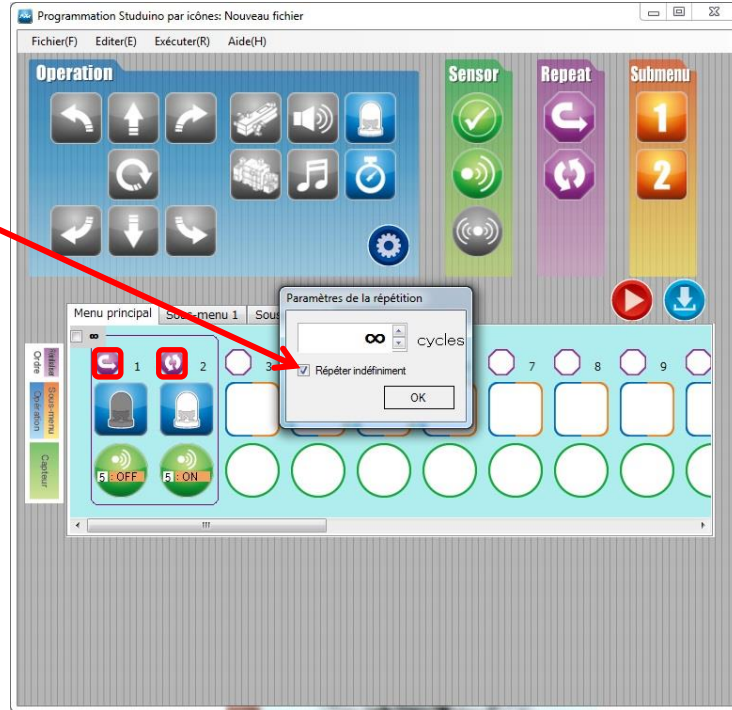 Programmation Studuino par icônes: Nouveau fichier
Fichier(F) Editer(E) Exécuter(R) Aide(H)
Operation
Sensor
Repeat
Submenu
1
2
Menu principal Sous-menu 1 Sous
Paramètres de la répétition
∞ cycles
Répéter indéfiniment
OK
∞
1 2 3 7 8 9
Ordre
Sous-menu
Opération
Capteur
5 : OFF 5 : ON